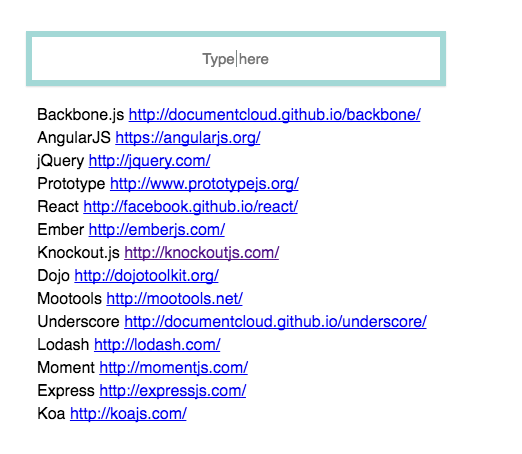 Type here
Backbone.js http://documentcloud.github.io/backbone/
AngularJS https://angularjs.org/
jQuery http://jquery.com/
Prototype http://www.prototypejs.org/
React http://facebook.github.io/react/
Ember http://emberjs.com/
Knockout.js http://knockoutjs.com/
Dojo http://dojotoolkit.org/
Mootools http://mootools.net/
Underscore http://documentcloud.github.io/underscore/
Lodash http://lodash.com/
Moment http://momentjs.com/
Express http://expressjs.com/
Koa http://koajs.com/